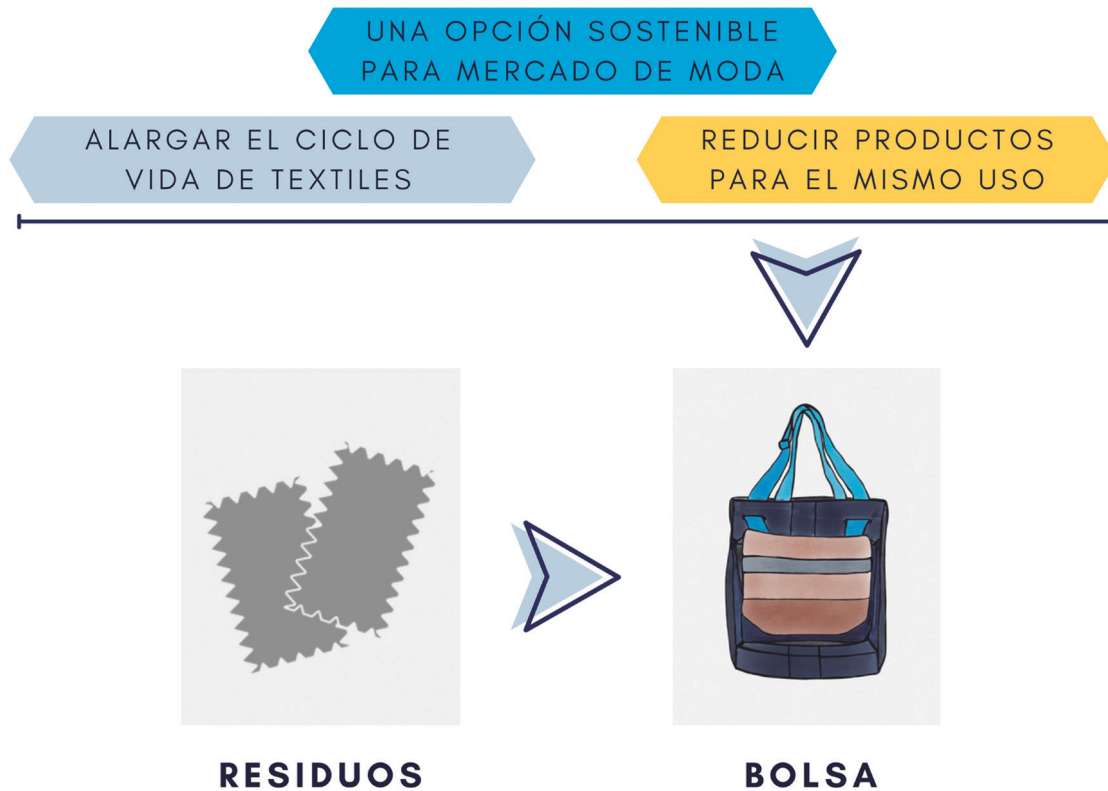 UNA OPCIÓN SOSTENIBLE
PARA MERCADO DE MODA
ALARGAR EL CICLO DE
VIDA DE TEXTILES
REDUCIR PRODUCTOS
PARA EL MISMO USO
RESIDUOS
BOLSA